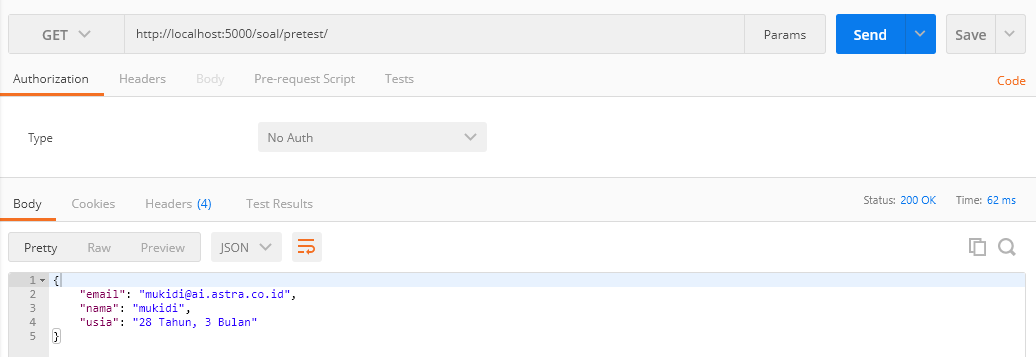 GET http://localhost:5000/soal/pretest/ Params Send Save
Authorization Headers Body Pre-request Script Tests Code
Type No Auth
Body Cookies Headers (4) Test Results Status: 200 OK Time: 62 ms
Pretty Raw Preview JSON
1 {
2 "email": "mukidi@ai.astra.co.id",
3 "nama": "mukidi",
4 "usia": "28 Tahun, 3 Bulan"
5 }